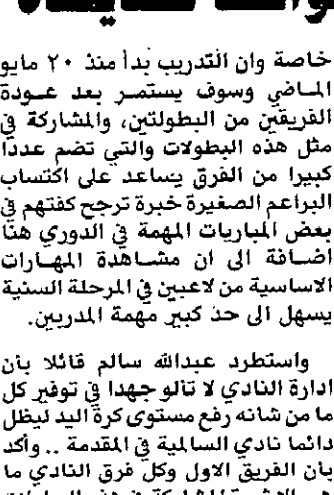 خاصة وان التدريب بدأ منذ ٢٠ مايو
الماضي وسوف يستمر بعد عودة
الفريقين من البطولتين، والمشاركة في
مثل هذه البطولات والتي تضم عددا
كبيرا من الفرق يساعد على اكتساب
البراعم الصغيرة خبرة ترجح كفتهم في
بعض المباريات المهمة في الدوري هنا
اضافة الى ان مشاهدة المهارات
الاساسية من لاعبين في المرحلة السنية
يسهل الى حد كبير مهمة المدربين.
واستطرد عبدالله سالم قائلا بأن
ادارة النادي لا تألو جهدا في توفير كل
ما من شانه رفع مستوى كرة اليد ليظل
دائما نادي السالمية في المقدمة .. وأكد
بأن الفريق الاول وكل فرق النادي ما